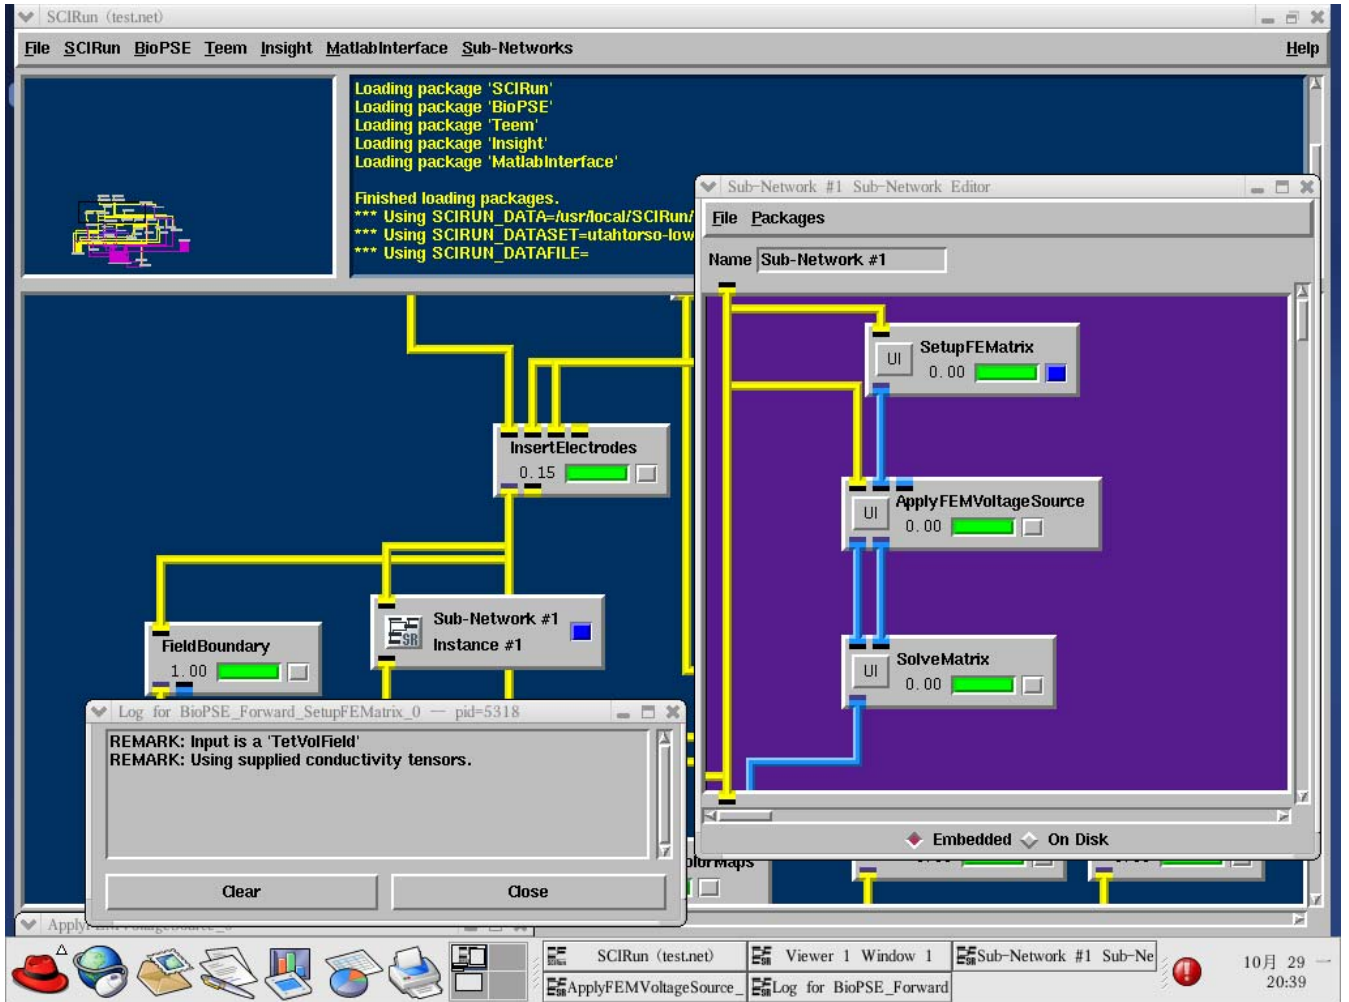 SCIRun (test.net)
File SCIRun BioPSE Teem Insight MatlabInterface Sub-Networks Help
Loading package 'SCIRun'
Loading package 'BioPSE'
Loading package 'Teem'
Loading package 'Insight'
Loading package 'MatlabInterface'
Finished loading packages.
*** Using SCIRUN_DATA=/usr/local/SCIRun/
*** Using SCIRUN_DATASET=utahtorso-low
*** Using SCIRUN_DATAFILE=
Sub-Network #1 Sub-Network Editor
File Packages
Name Sub-Network #1
SetupFEMatrix
UI 0.00
ApplyFEMVoltageSource
UI 0.00
SolveMatrix
UI 0.00
Embedded On Disk
InsertElectrodes
0.15
Sub-Network #1
SR Instance #1
FieldBoundary
1.00
Log for BioPSE_Forward_SetupFEMatrix_0 — pid=5318
REMARK: Input is a 'TetVolField'
REMARK: Using supplied conductivity tensors.
Clear Close
SCIRun (test.net) Viewer 1 Window 1 Sub-Network #1 Sub-Ne
ApplyFEMVoltageSource_ Log for BioPSE_Forward
10月 29 一
20:39